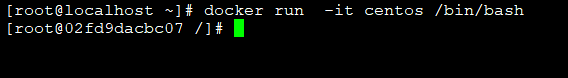 [root@localhost ~]# docker run  -it centos /bin/bash
[root@02fd9dacbc07 /]#